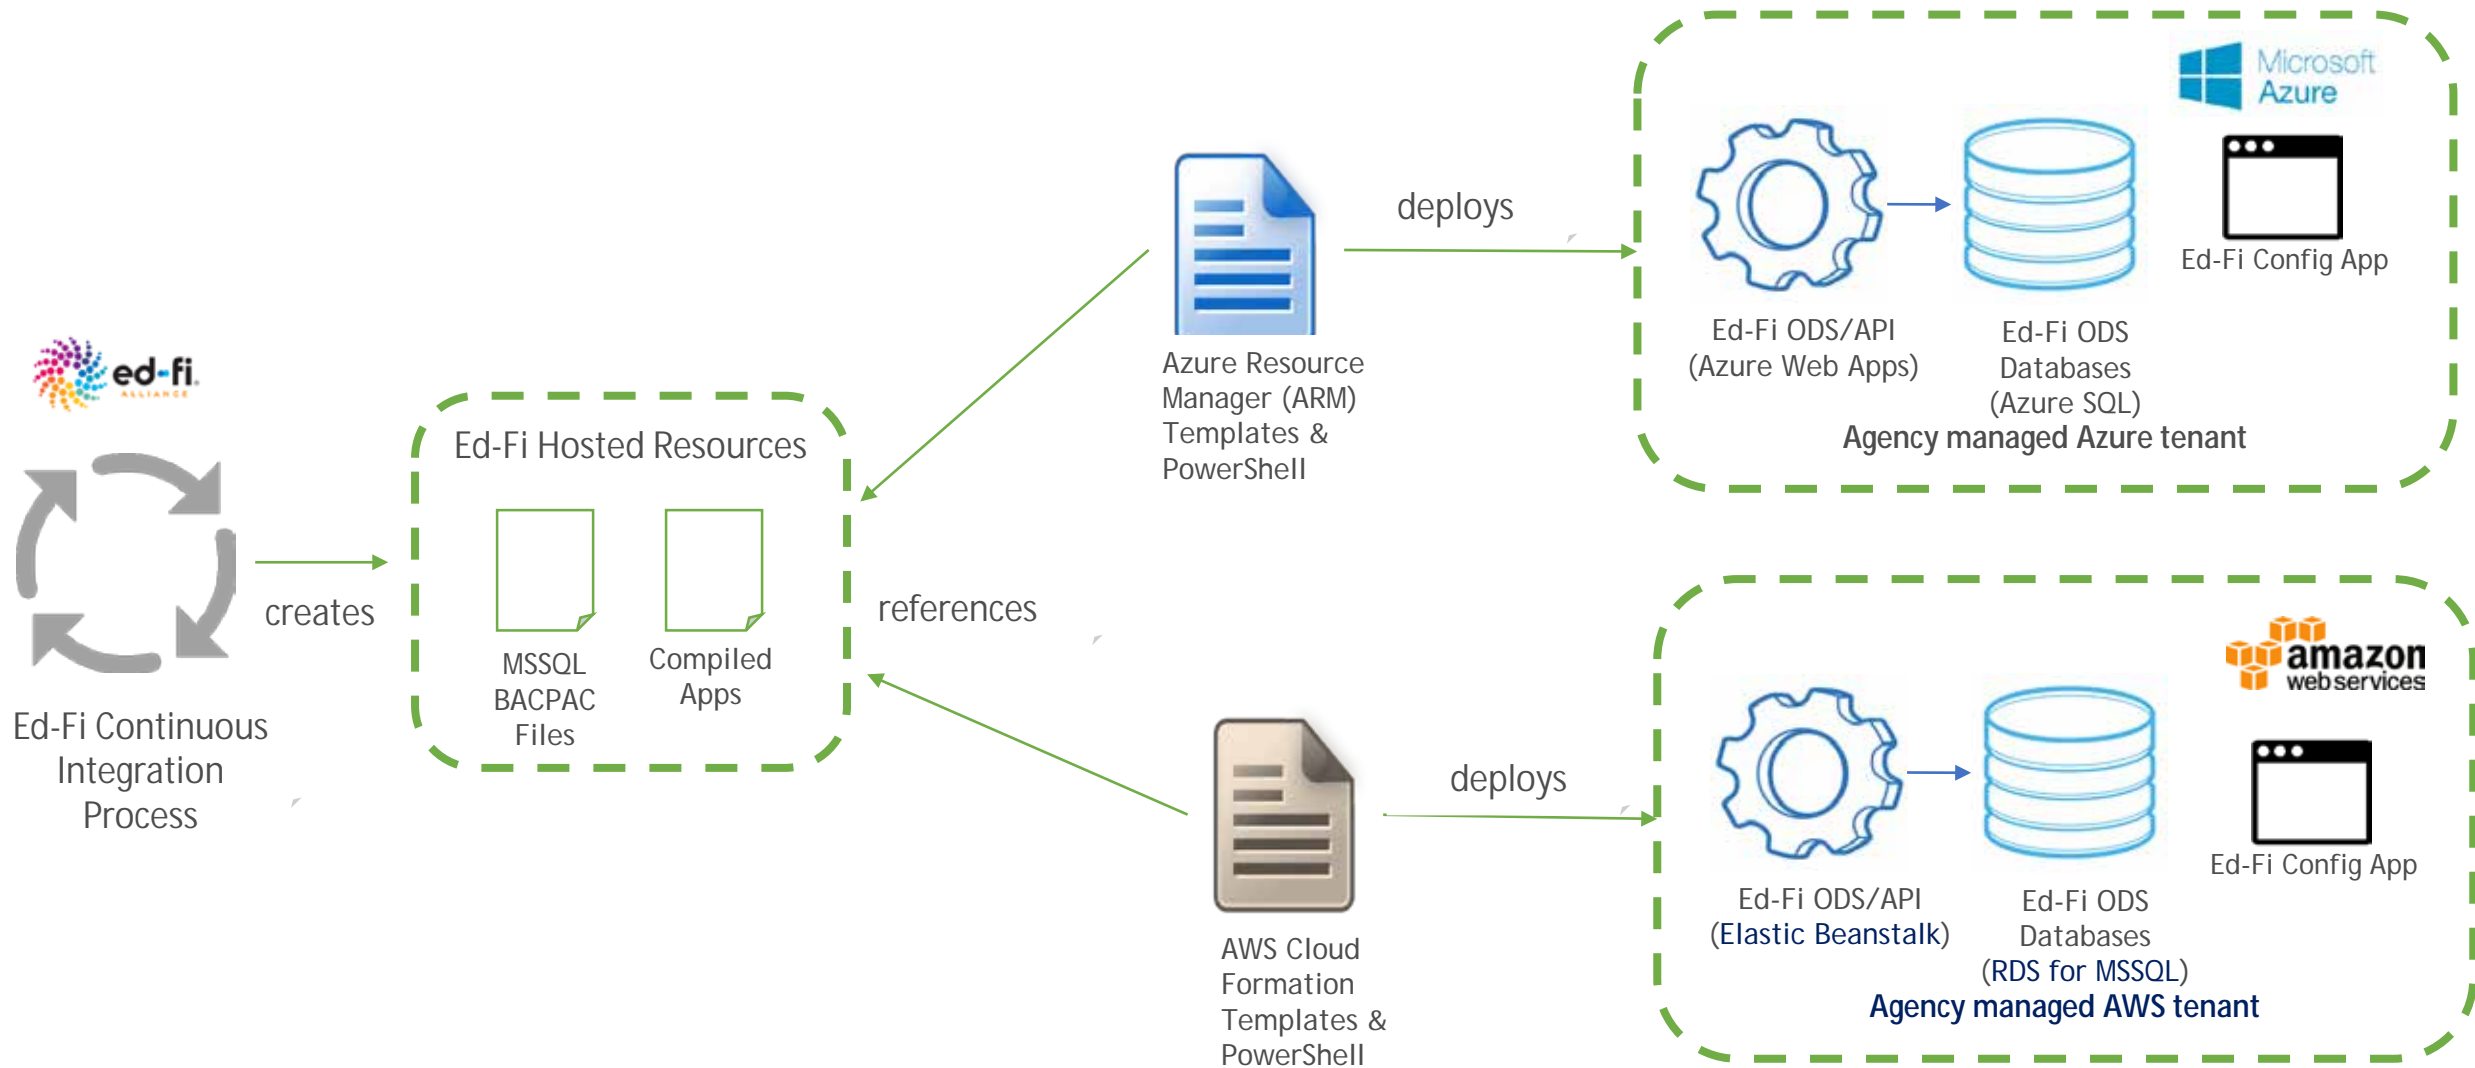 ed-fi.
ALLIANCE
Ed-Fi Continuous
Integration
Process
creates
Ed-Fi Hosted Resources
MSSQL
BACPAC
Files
Compiled
Apps
references
Azure Resource
Manager (ARM)
Templates &
PowerShell
deploys
Microsoft
Azure
Ed-Fi ODS/API
(Azure Web Apps)
Ed-Fi ODS
Databases
(Azure SQL)
Ed-Fi Config App
Agency managed Azure tenant
AWS Cloud
Formation
Templates &
PowerShell
deploys
amazon
webservices
Ed-Fi ODS/API
(Elastic Beanstalk)
Ed-Fi ODS
Databases
(RDS for MSSQL)
Ed-Fi Config App
Agency managed AWS tenant